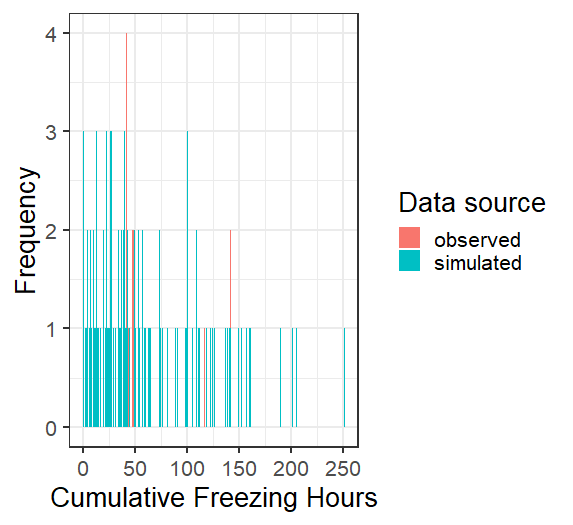 4
3
2
1
0
Frequency
0 50 100 150 200 250
Cumulative Freezing Hours
Data source
observed
simulated